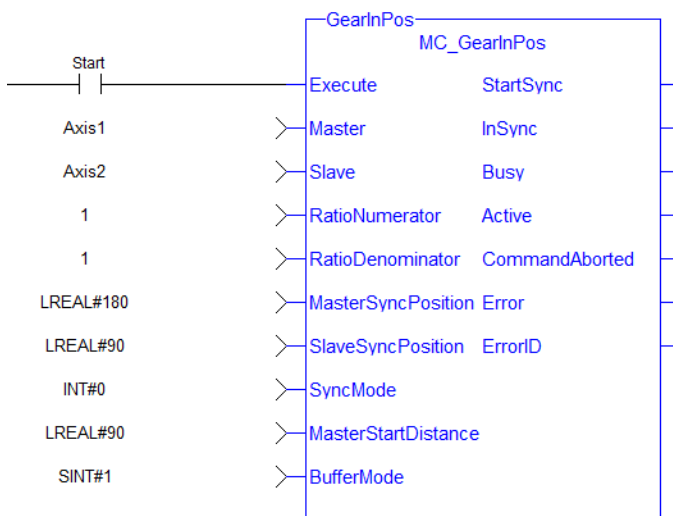 GearInPos
MC_GearInPos
Start
Execute StartSync
Axis1 Master InSync
Axis2 Slave Busy
1 RatioNumerator Active
1 RatioDenominator CommandAborted
LREAL#180 MasterSyncPosition Error
LREAL#90 SlaveSyncPosition ErrorID
INT#0 SyncMode
LREAL#90 MasterStartDistance
SINT#1 BufferMode